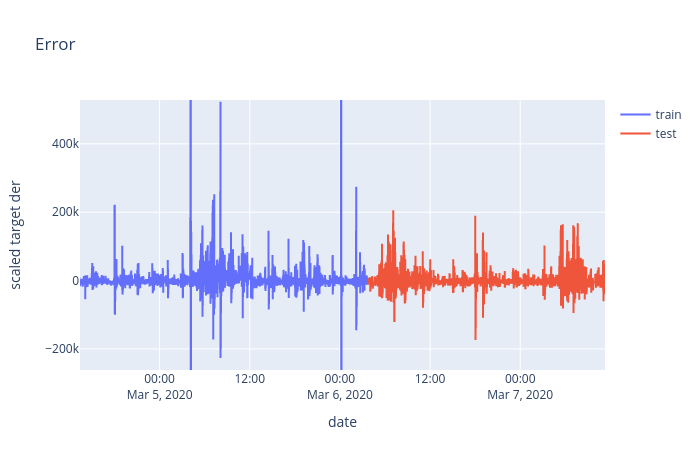 Error
train
test
scaled target der
400k
200k
0
−200k
00:00
Mar 5, 2020
12:00
00:00
Mar 6, 2020
12:00
00:00
Mar 7, 2020
date